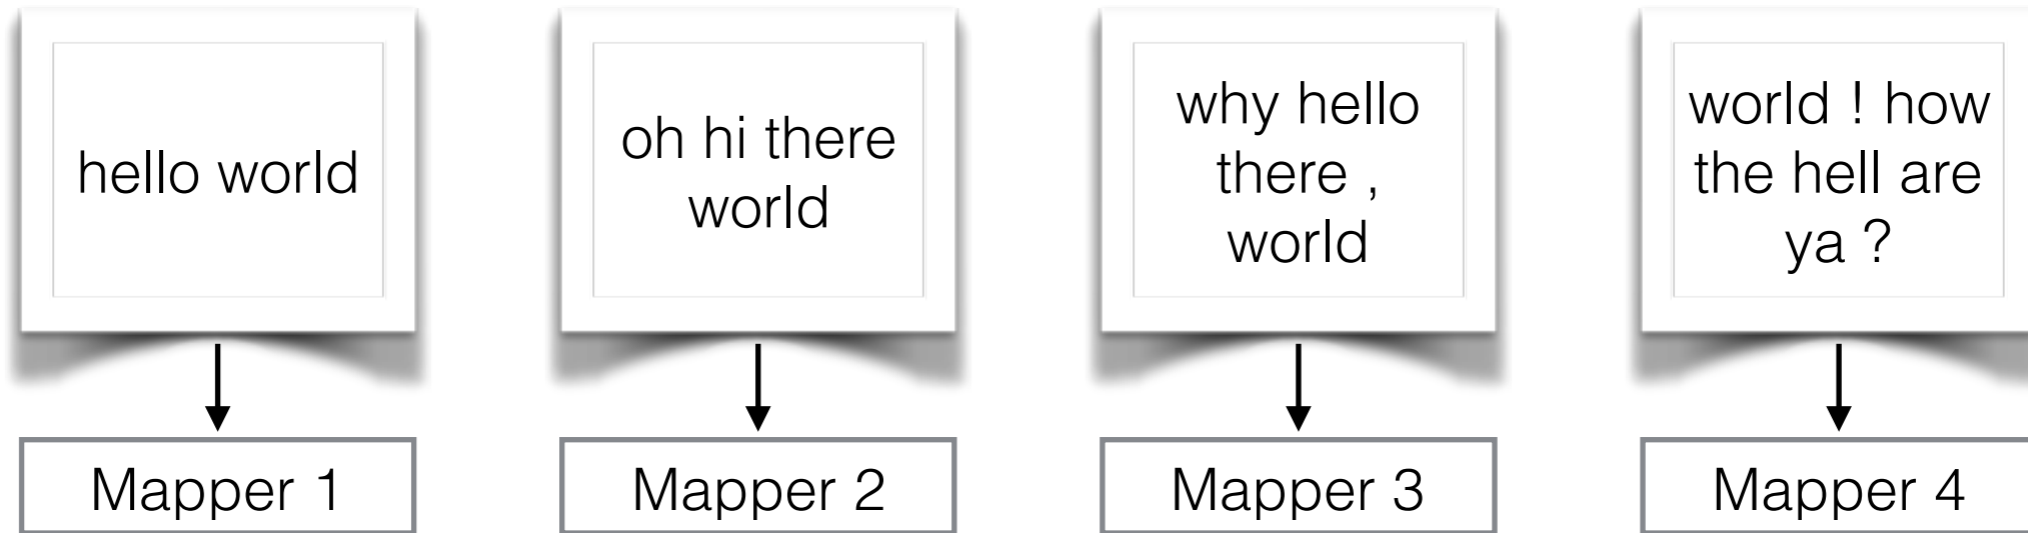 hello world
oh hi there
world
why hello
there ,
world
world ! how
the hell are
ya ?
Mapper 1
Mapper 2
Mapper 3
Mapper 4